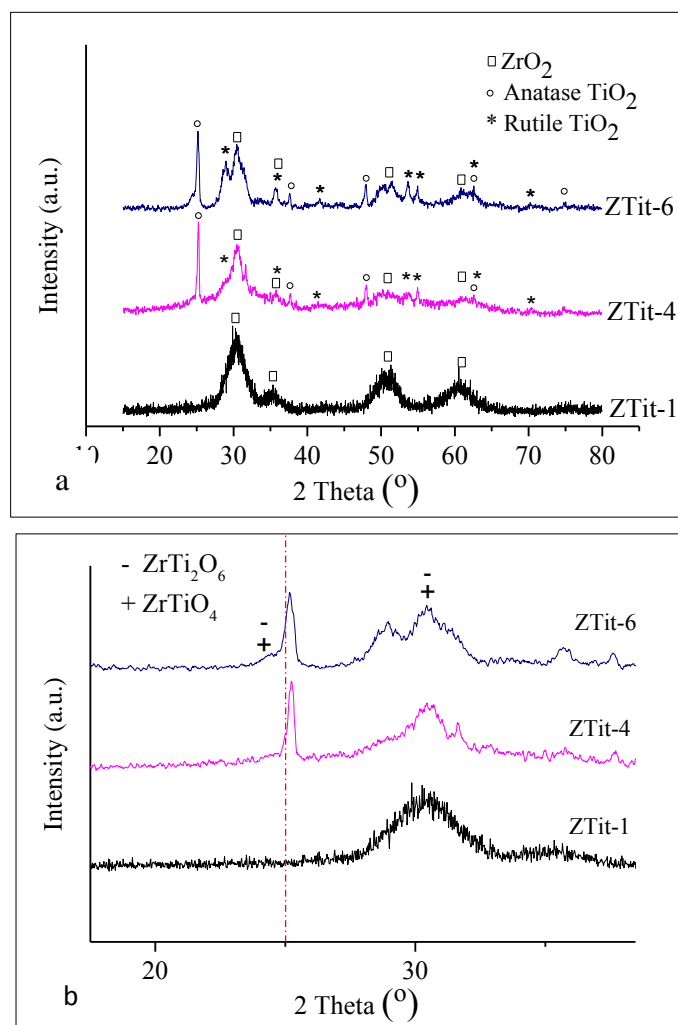 □ ZrO2
○ Anatase TiO2
* Rutile TiO2
Intensity (a.u.)
ZTit-6
ZTit-4
ZTit-1
10 20 30 40 50 60 70 80
2 Theta (°)
a
- ZrTi2O6
+ ZrTiO4
Intensity (a.u.)
ZTit-6
ZTit-4
ZTit-1
20 30
2 Theta (°)
b